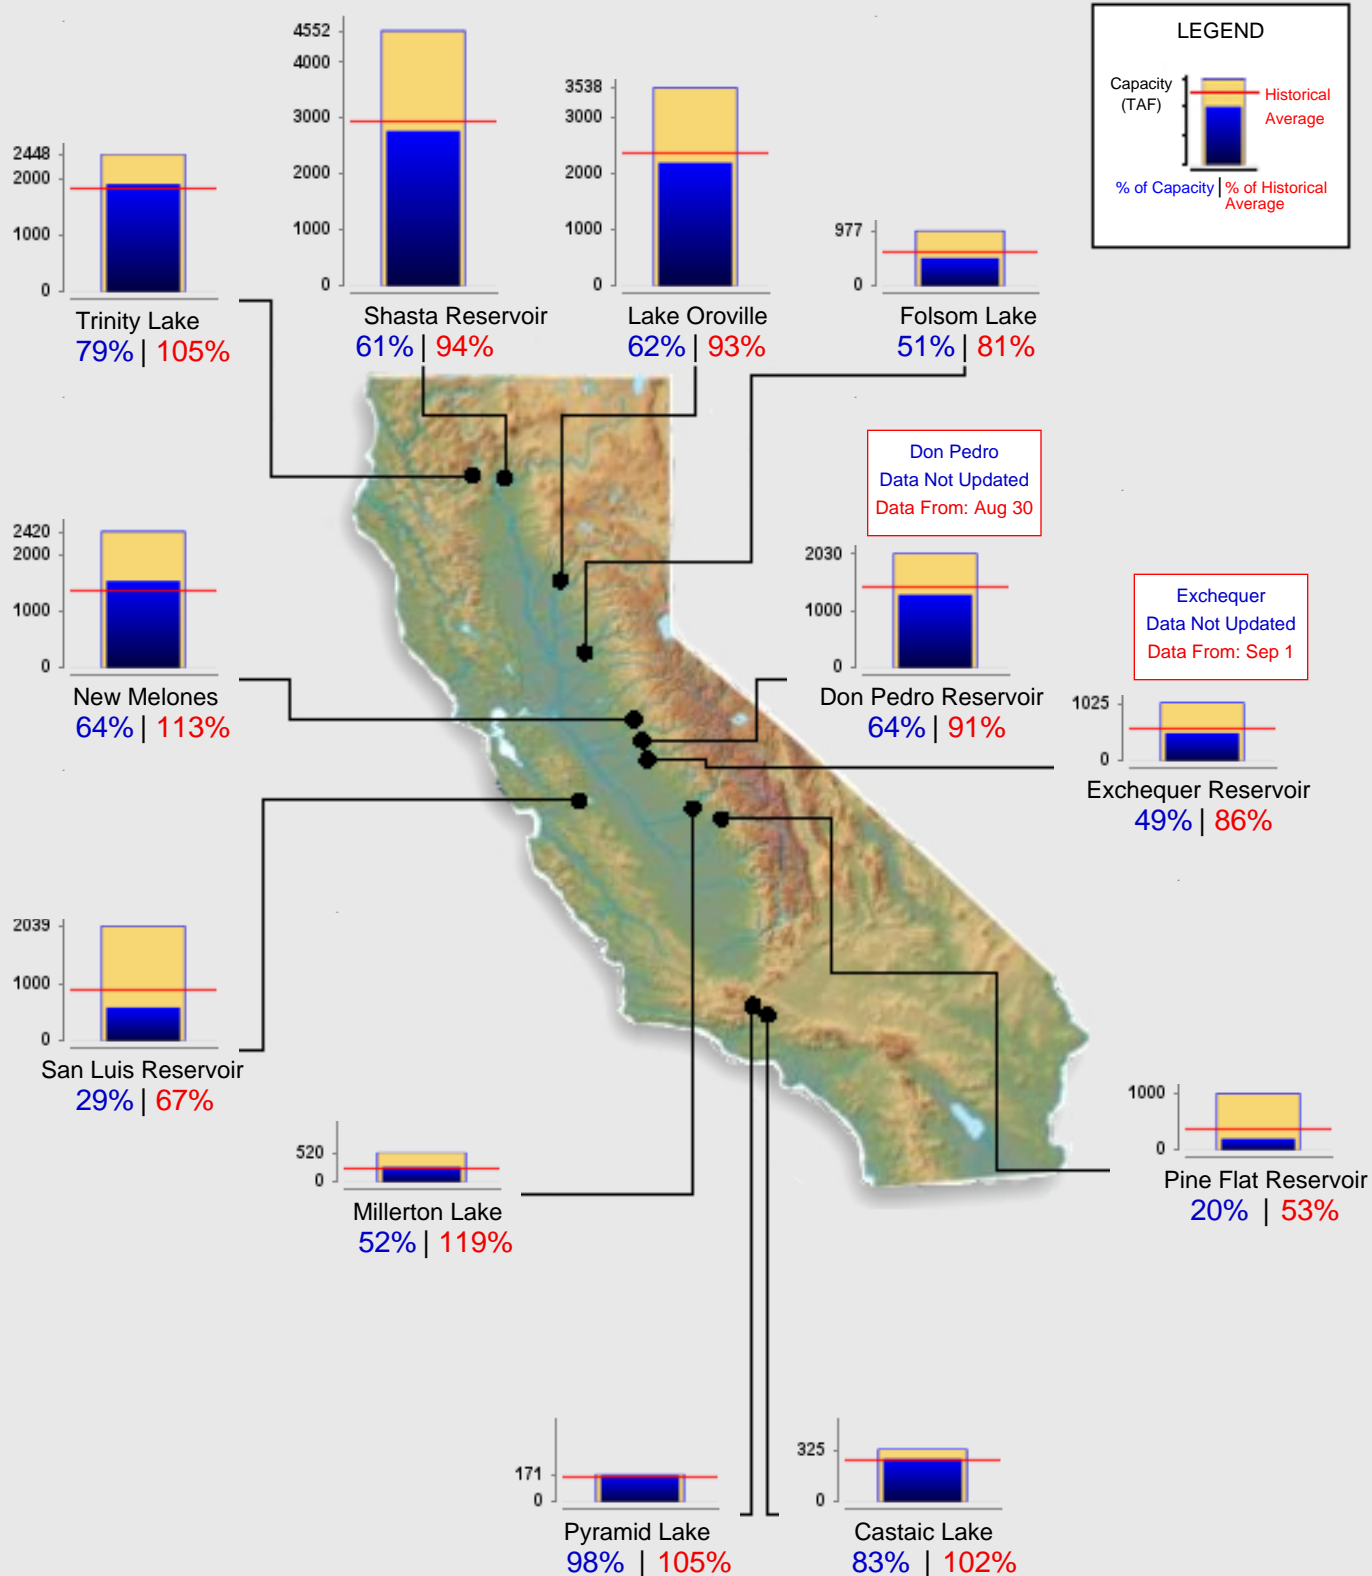 LEGEND
Capacity
(TAF)
Historical
Average
% of Capacity | % of Historical
Average
4552
4000
3000
2000
1000
0
Shasta Reservoir
61% | 94%
3538
3000
2000
1000
0
Lake Oroville
62% | 93%
2448
2000
1000
0
Trinity Lake
79% | 105%
977
0
Folsom Lake
51% | 81%
Don Pedro
Data Not Updated
Data From: Aug 30
2030
1000
0
Don Pedro Reservoir
64% | 91%
2420
2000
1000
0
New Melones
64% | 113%
Exchequer
Data Not Updated
Data From: Sep 1
1025
0
Exchequer Reservoir
49% | 86%
2039
1000
0
San Luis Reservoir
29% | 67%
520
0
Millerton Lake
52% | 119%
1000
0
Pine Flat Reservoir
20% | 53%
171
0
Pyramid Lake
98% | 105%
325
0
Castaic Lake
83% | 102%